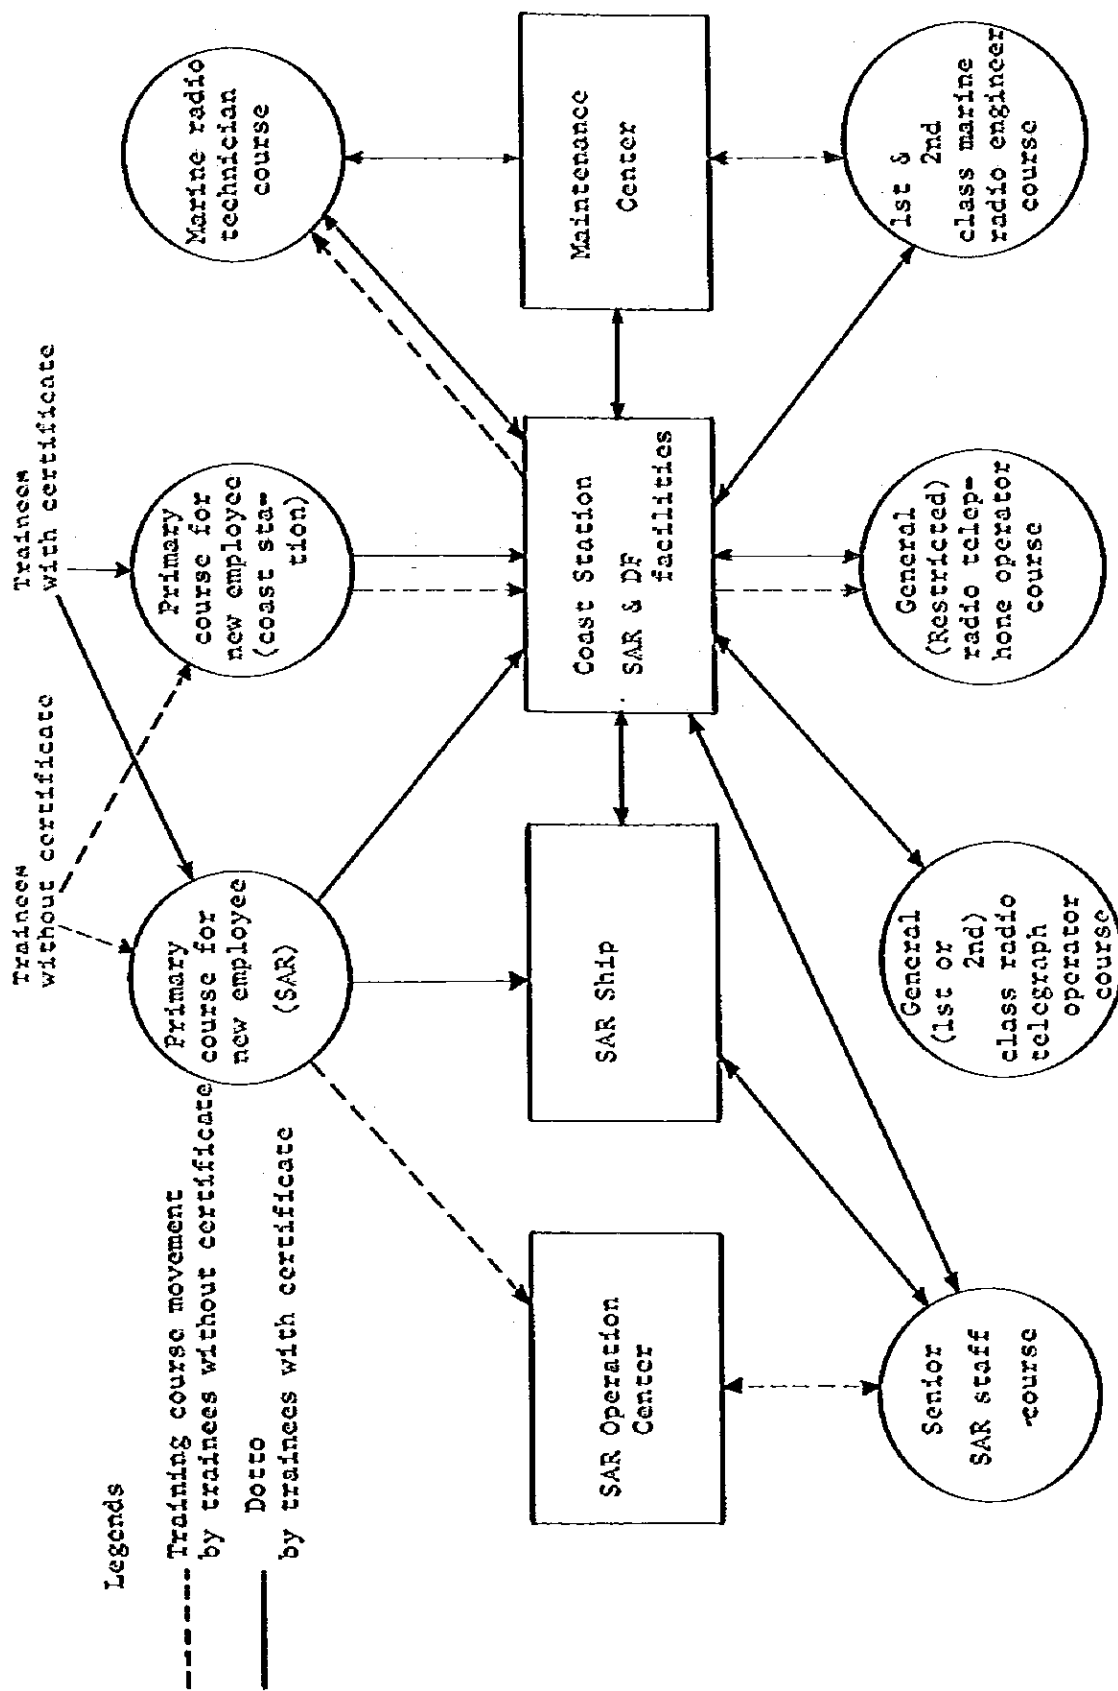 Legends
Training course movement
by trainees without certificate
Dotto
by trainees with certificate
Trainees
without certificate
Trainees
with certificate
Primary
course for
new employee
(SAR)
Primary
course for
new employee
(coast sta-
tion)
Marine radio
technician
course
SAR Operation
Center
SAR Ship
Coast Station
SAR & DF
facilities
Maintenance
Center
Senior
SAR staff
course
General
(1st or
2nd)
class radio
telegraph
operator
course
General
(Restricted)
radio telep-
hone operator
course
1st &
2nd
class marine
radio engineer
course